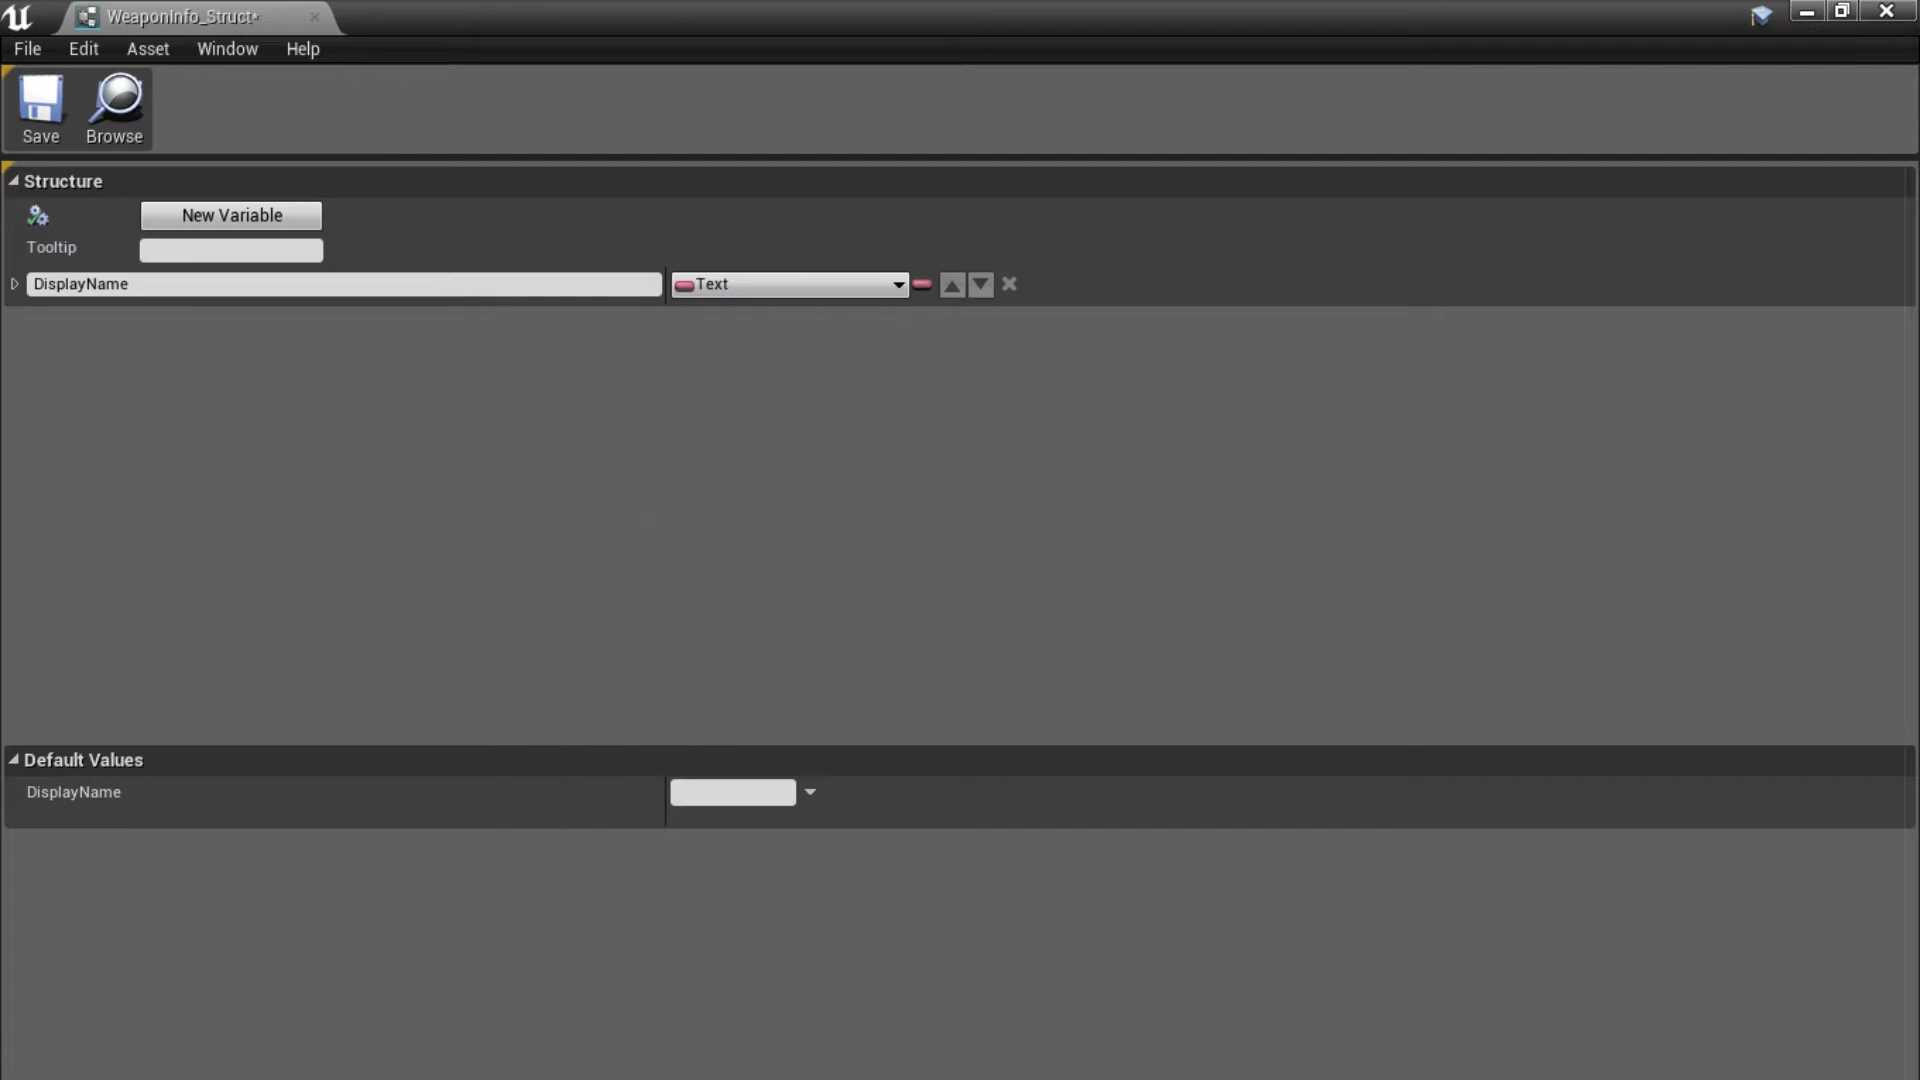 WeaponInfo_Struct*
File Edit Asset Window Help
Save Browse
Structure
New Variable
Tooltip
DisplayName Text
Default Values
DisplayName